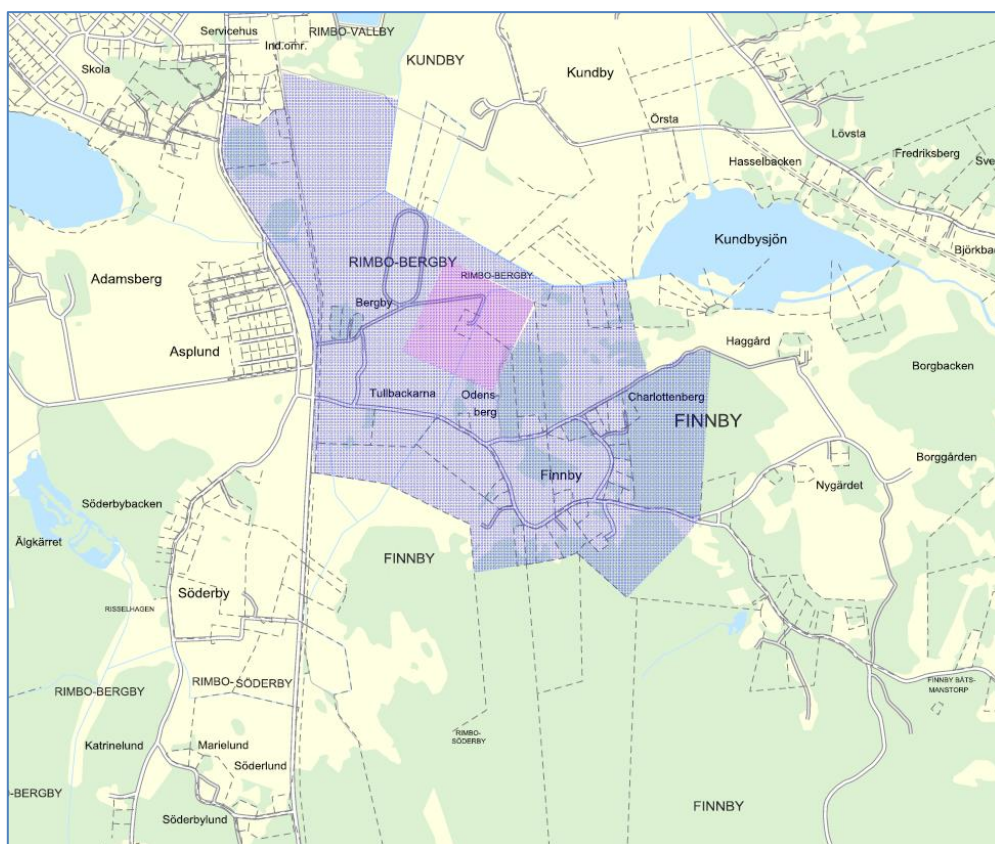 RIMBO-VALLBY
Servicehus
Ind.omr.
Skola
KUNDBY
Kundby
Örsta
Lövsta
Fredriksberg
Hasselbacken
Kundbysjön
RIMBO-BERGBY
RIMBO-BERGBY
Adamsberg
Bergby
Asplund
Haggård
Borgbacken
Tullbackarna
Odens-
berg
Charlottenberg
FINNBY
Finnby
Borggården
Nygärdet
Söderbybacken
Älgkärret
FINNBY
Söderby
RISSELHAGEN
RIMBO-BERGBY
RIMBO-SÖDERBY
FINNBY BÅTS-
MANSTORP
RIMBO-
SÖDERBY
Katrinelund
Marielund
Söderlund
O-BERGBY
FINNBY
Söderbylund